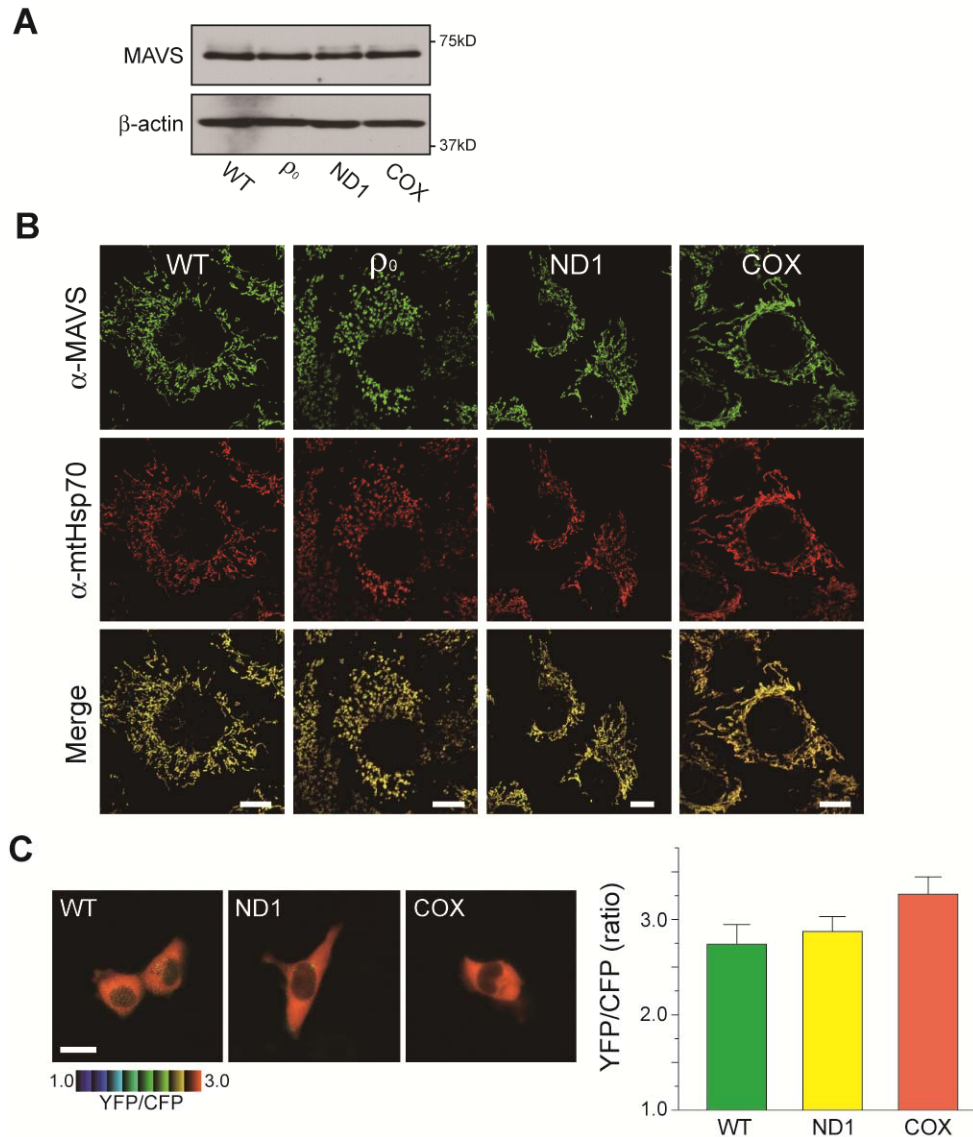 A
MAVS
75kD
β-actin
37kD
WT ρ₀ ND1 COX
B
WT ρ₀ ND1 COX
α-MAVS
α-mtHsp70
Merge
C
WT ND1 COX
1.0 3.0
YFP/CFP
YFP/CFP (ratio)
3.0
2.0
1.0
WT ND1 COX